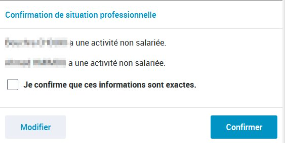 Confirmation de situation professionnelle
a une activité non salariée.
a une activité non salariée.
Je confirme que ces informations sont exactes.
Modifier
Confirmer